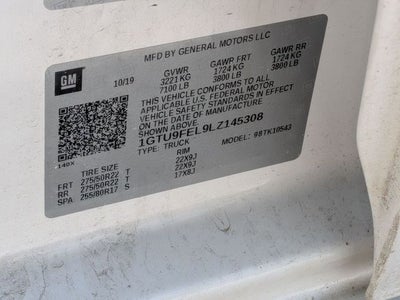 MFD BY GENERAL MOTORS LLC
GM
10/19
GVWR GAWR FRT GAWR RR
3221 KG 1724 KG 1724 KG
7100 LB 3800 LB 3800 LB
THIS VEHICLE CONFORMS TO ALL
APPLICABLE U.S. FEDERAL MOTOR
VEHICLE SAFETY STANDARDS IN EFFECT
ON THE DATE OF MANUFACTURE SHOWN ABOVE.
1GTU9FEL9LZ145308
TYPE: TRUCK MODEL: 98TK10543
140X
TIRE SIZE RIM
FRT 275/50R22 T 22X9J
RR 275/50R22 T 22X9J
SPA 255/80R17 S 17X8J